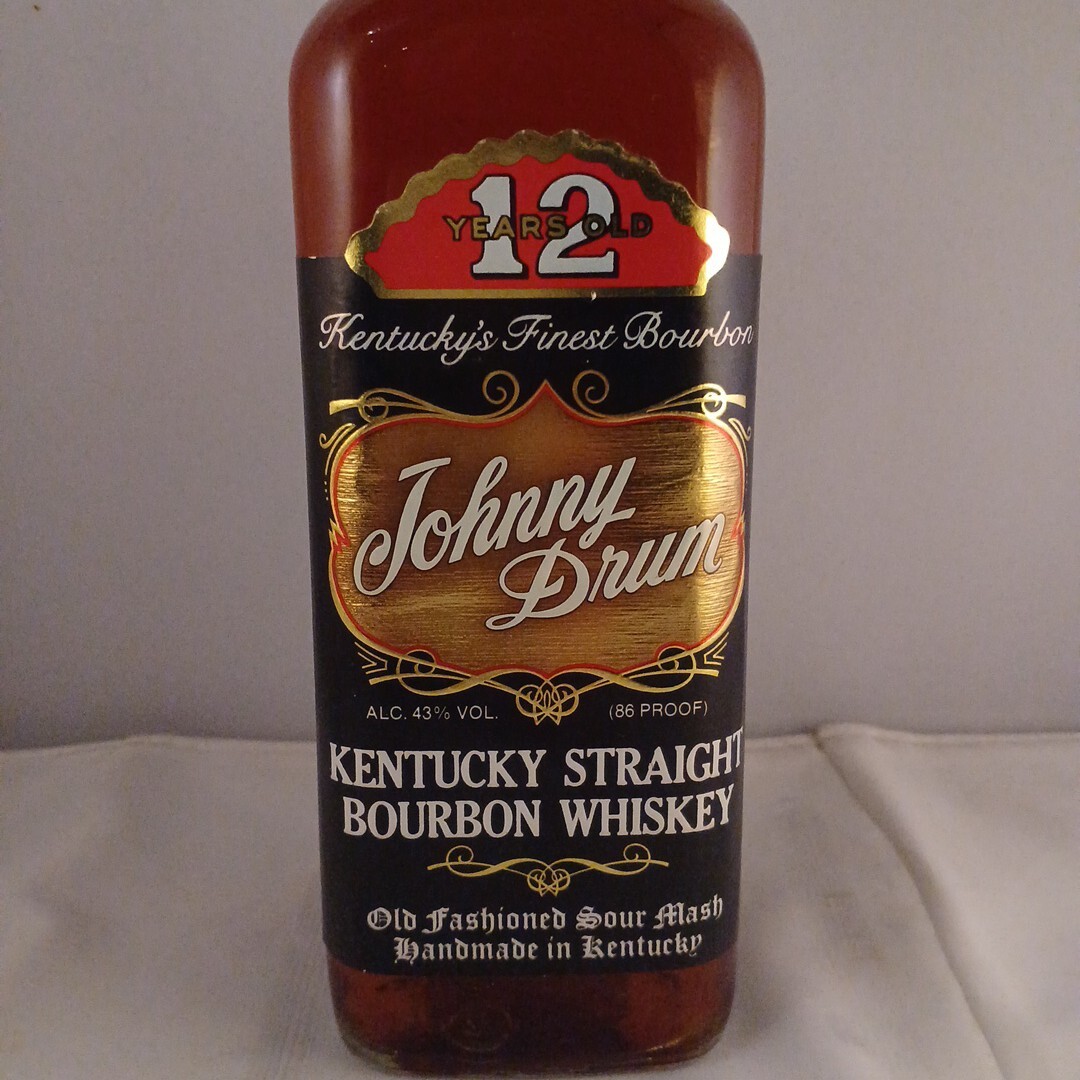 12
YEARS OLD
Kentucky's Finest Bourbon
Johnny
Drum
ALC. 43% VOL. (86 PROOF)
KENTUCKY STRAIGHT
BOURBON WHISKEY
Old Fashioned Sour Mash
Handmade in Kentucky